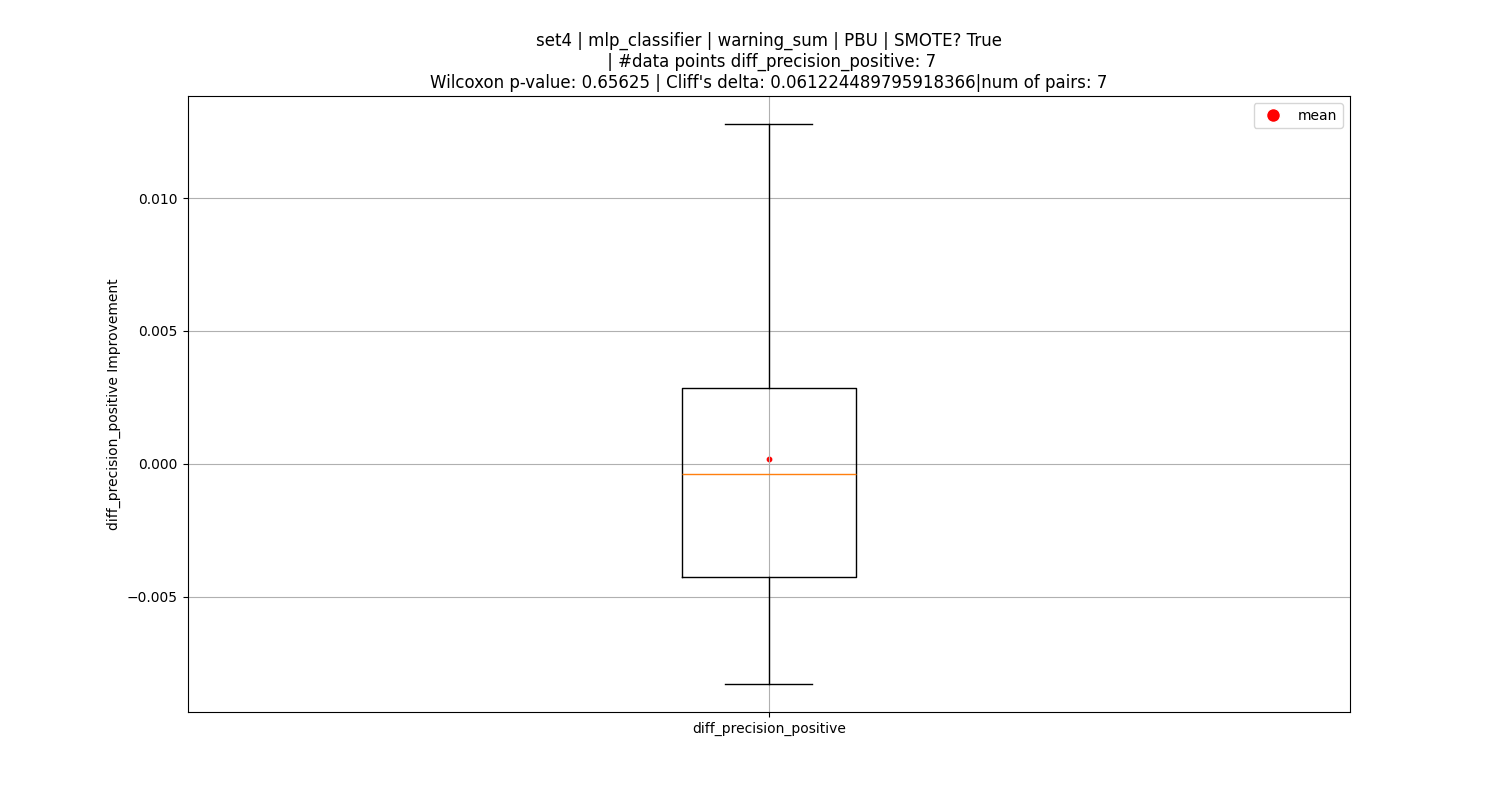 set4 | mlp_classifier | warning_sum | PBU | SMOTE? True
| #data points diff_precision_positive: 7
Wilcoxon p-value: 0.65625 | Cliff's delta: 0.061224489795918366|num of pairs: 7
mean
0.010
0.005
0.000
−0.005
diff_precision_positive Improvement
diff_precision_positive